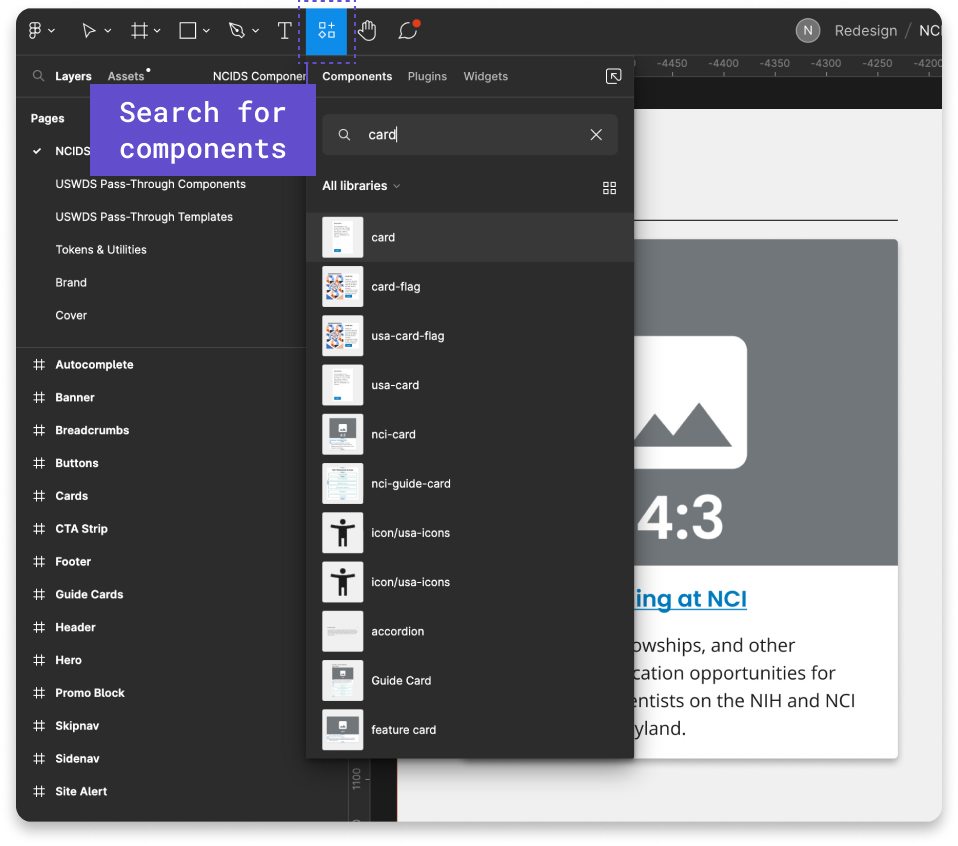 N Redesign / NCI
-4450 -4400 -4350 -4300 -4250 -4200
Layers Assets NCIDS Componen
Components Plugins Widgets
Search for
components
Pages
NCIDS
USWDS Pass-Through Components
USWDS Pass-Through Templates
Tokens & Utilities
Brand
Cover
Autocomplete
Banner
Breadcrumbs
Buttons
Cards
CTA Strip
Footer
Guide Cards
Header
Hero
Promo Block
Skipnav
Sidenav
Site Alert
card
All libraries
card
card-flag
usa-card-flag
usa-card
nci-card
nci-guide-card
icon/usa-icons
icon/usa-icons
accordion
Guide Card
feature card
1100
4:3
ing at NCI
owships, and other
cation opportunities for
entists on the NIH and NCI
yland.